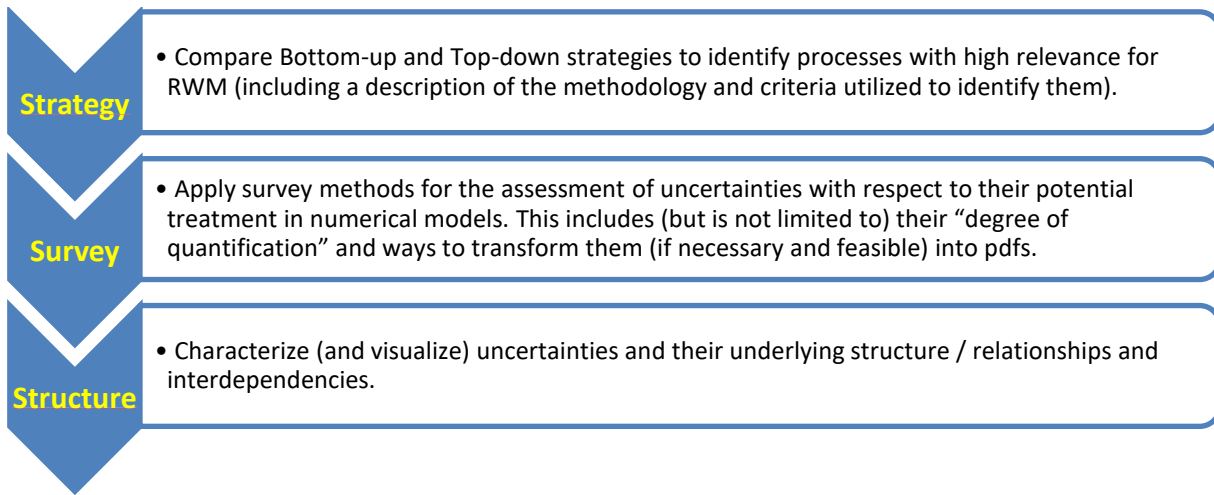 Strategy
• Compare Bottom-up and Top-down strategies to identify processes with high relevance for
RWM (including a description of the methodology and criteria utilized to identify them).
Survey
• Apply survey methods for the assessment of uncertainties with respect to their potential
treatment in numerical models. This includes (but is not limited to) their “degree of
quantification” and ways to transform them (if necessary and feasible) into pdfs.
Structure
• Characterize (and visualize) uncertainties and their underlying structure / relationships and
interdependencies.